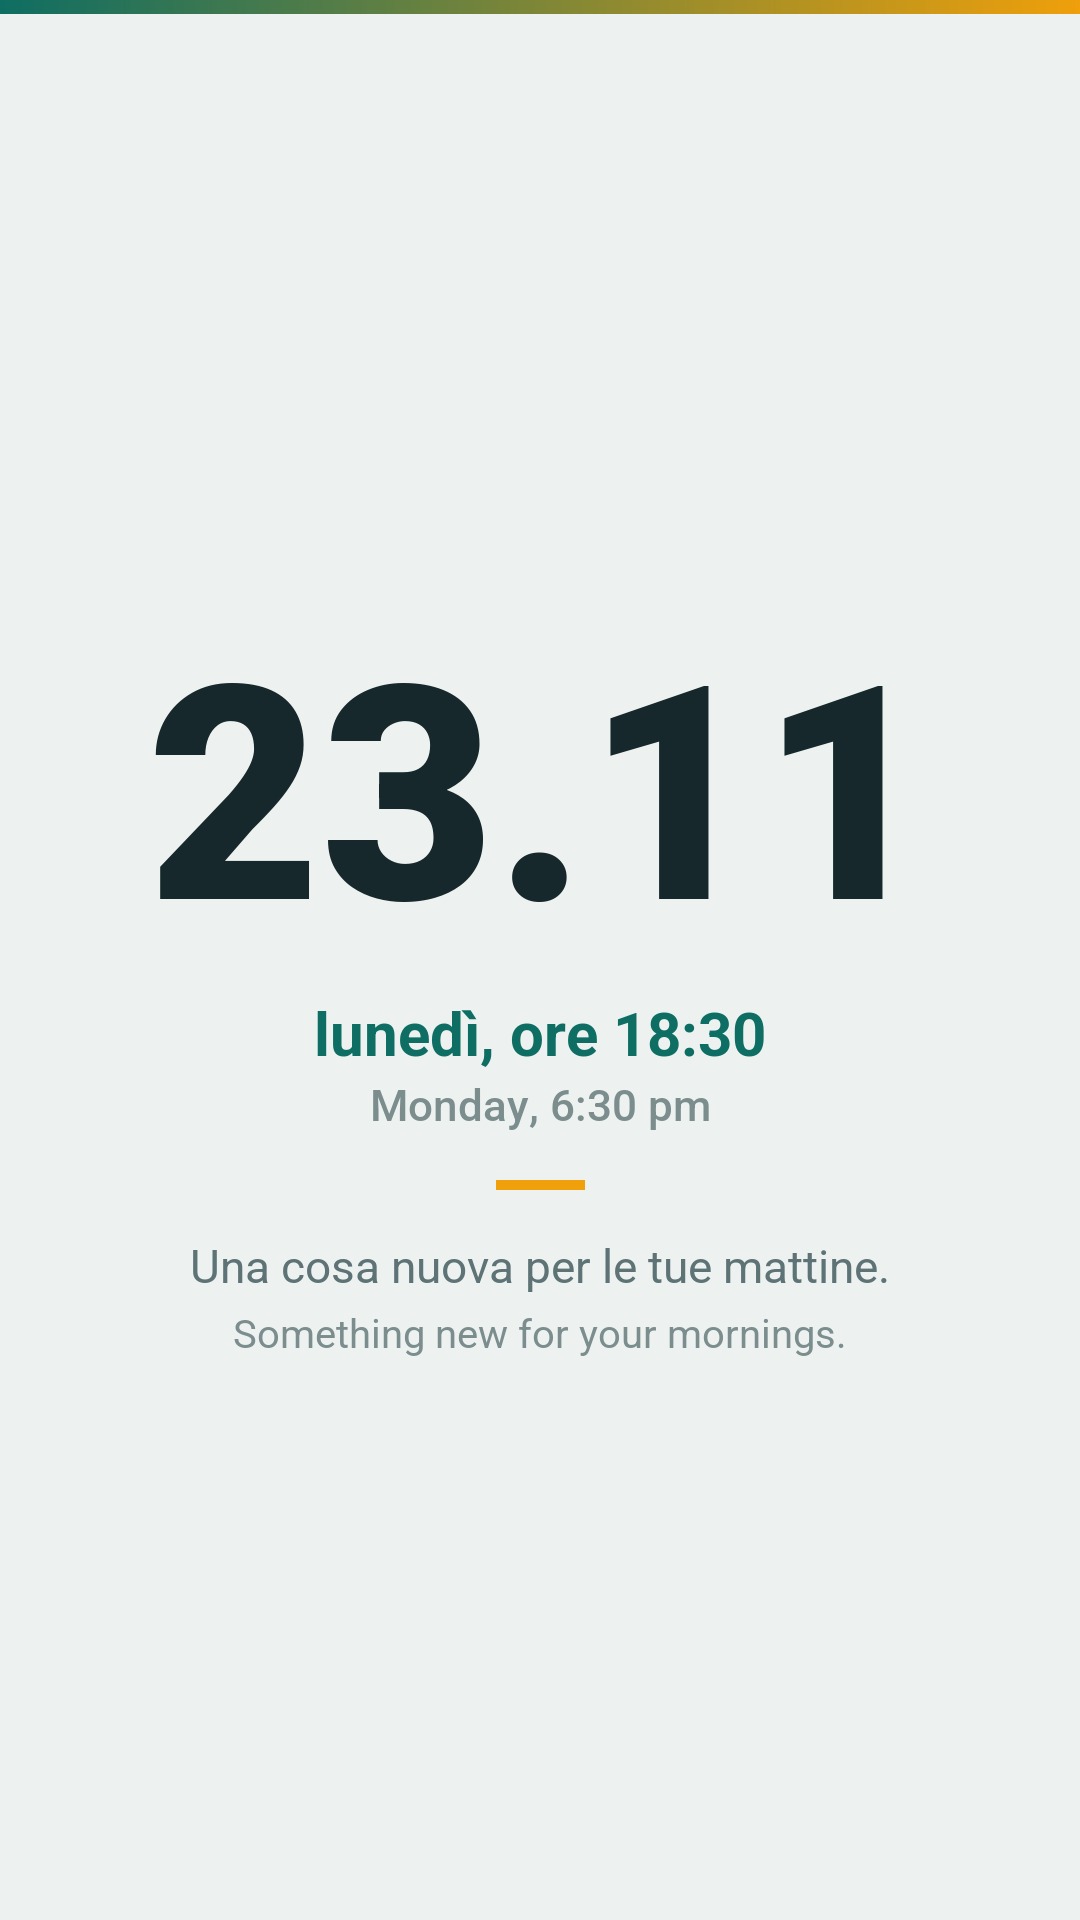 23.11
lunedì, ore 18:30
Monday, 6:30 pm
Una cosa nuova per le tue mattine.
Something new for your mornings.